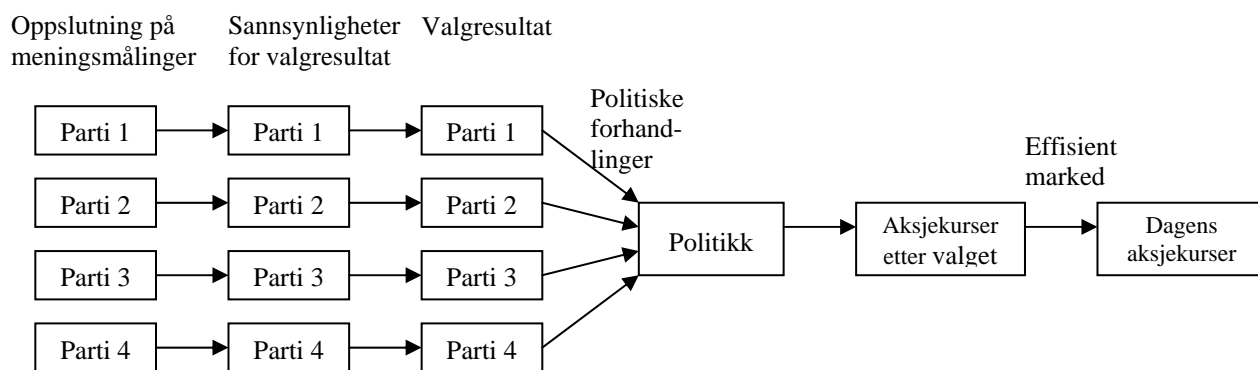 Oppslutning på
meningsmålinger
Sannsynligheter
for valgresultat
Valgresultat
Parti 1
Parti 1
Parti 1
Politiske
forhand-
linger
Effisient
marked
Parti 2
Parti 2
Parti 2
Politikk
Aksjekurser
etter valget
Dagens
aksjekurser
Parti 3
Parti 3
Parti 3
Parti 4
Parti 4
Parti 4